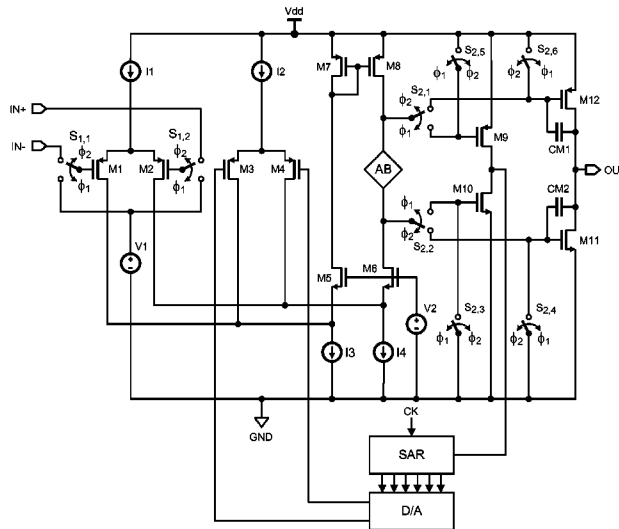 Vdd
I1
I2
M7
M8
S2,5
S2,6
ϕ1
ϕ2
ϕ2
ϕ1
IN+
IN-
S1,1
S1,2
ϕ2
ϕ1
ϕ2
ϕ1
M1
M2
M3
M4
S2,1
ϕ2
ϕ1
M9
M12
CM1
AB
OU
M10
CM2
M11
ϕ1
ϕ2
S2,2
V1
M5
M6
V2
I3
I4
S2,3
S2,4
ϕ1
ϕ2
ϕ2
ϕ1
GND
CK
SAR
D/A